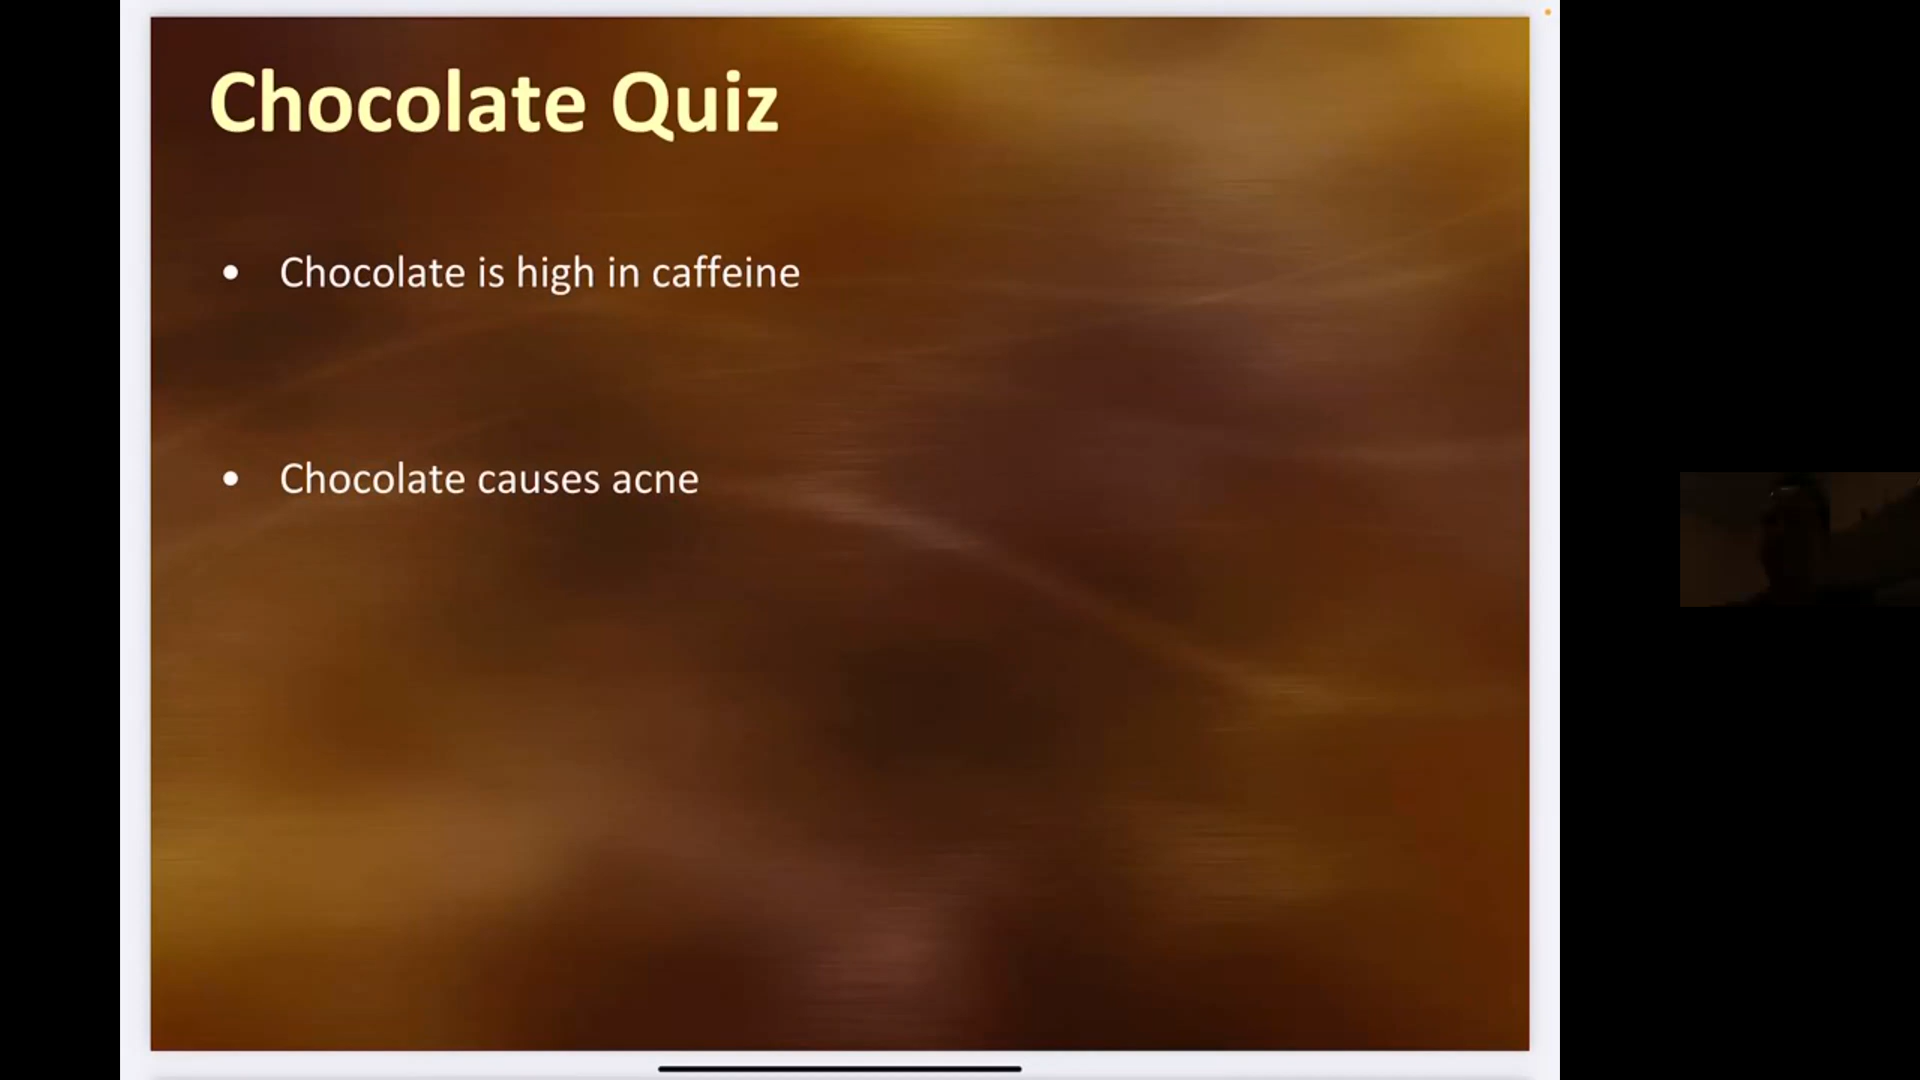 Chocolate Quiz
• Chocolate is high in caffeine
• Chocolate causes acne